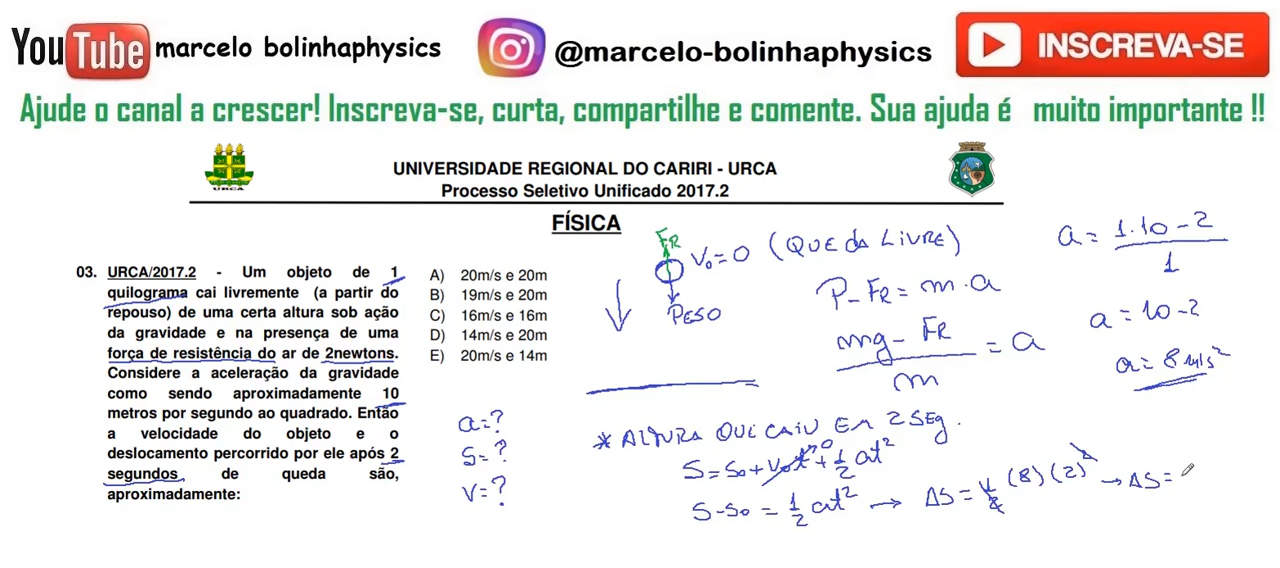 YouTube marcelo bolinhaphysics @marcelo-bolinhaphysics INSCREVA-SE
Ajude o canal a crescer! Inscreva-se, curta, compartilhe e comente. Sua ajuda é muito importante !!
URCA
UNIVERSIDADE REGIONAL DO CARIRI - URCA
Processo Seletivo Unificado 2017.2
FÍSICA
03. URCA/2017.2 - Um objeto de 1
quilograma cai livremente (a partir do
repouso) de uma certa altura sob ação
da gravidade e na presença de uma
força de resistência do ar de 2newtons.
Considere a aceleração da gravidade
como sendo aproximadamente 10
metros por segundo ao quadrado. Então
a velocidade do objeto e o
deslocamento percorrido por ele após 2
segundos de queda são,
aproximadamente:
A) 20m/s e 20m
B) 19m/s e 20m
C) 16m/s e 16m
D) 14m/s e 20m
E) 20m/s e 14m
a=?
S=?
V=?
FR
V₀=0 (QUEDA LIVRE)
PESO
P-FR=m.a
mg-FR/m = a
a = 1.10-2/1
a=10-2
a=8m/s²
* ALTURA QUE CAIU EM 2 SEG.
S=S₀+V₀t+1/2at² 0
S-S₀=1/2at² → ΔS=1/2(8)(2)² → ΔS=